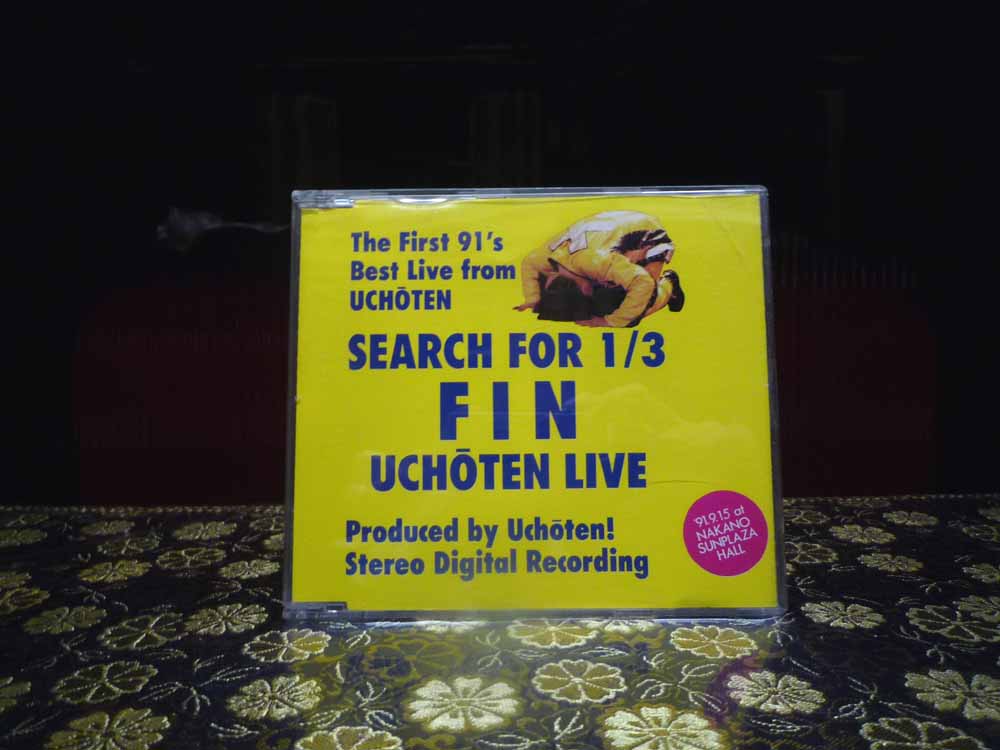 The First 91's
Best Live from
UCHŌTEN
SEARCH FOR 1/3
FIN
UCHŌTEN LIVE
Produced by Uchōten!
Stereo Digital Recording
'91.9.15 at
NAKANO
SUNPLAZA
HALL